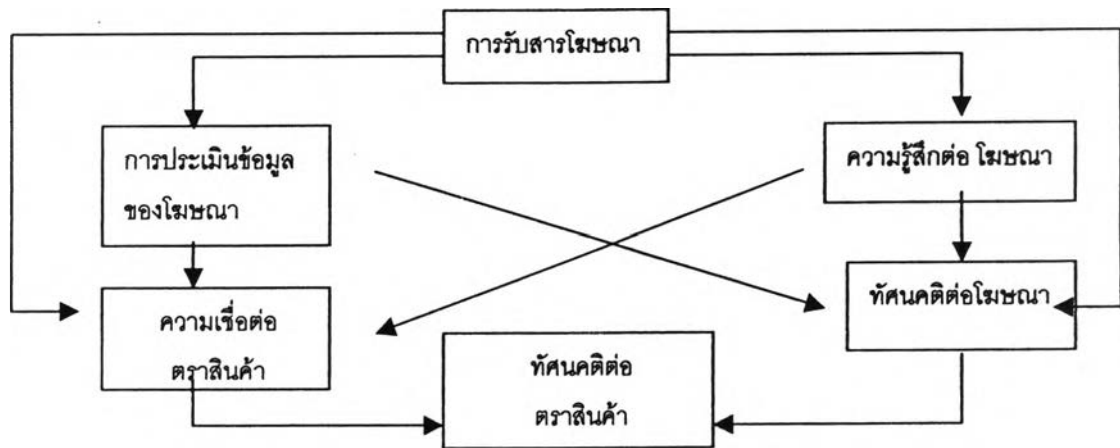 การรับสารโฆษณา
การประเมินข้อมูล
ของโฆษณา
ความรู้สึกต่อ โฆษณา
ความเชื่อต่อ
ตราสินค้า
ทัศนคติต่อโฆษณา
ทัศนคติต่อ
ตราสินค้า